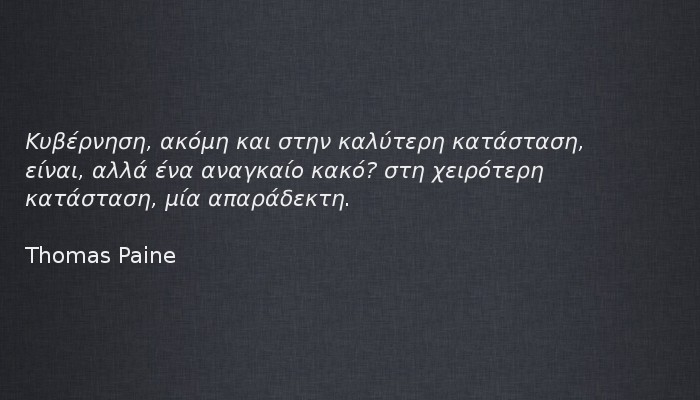 Κυβέρνηση, ακόμη και στην καλύτερη κατάσταση,
είναι, αλλά ένα αναγκαίο κακό? στη χειρότερη
κατάσταση, μία απαράδεκτη.
Thomas Paine